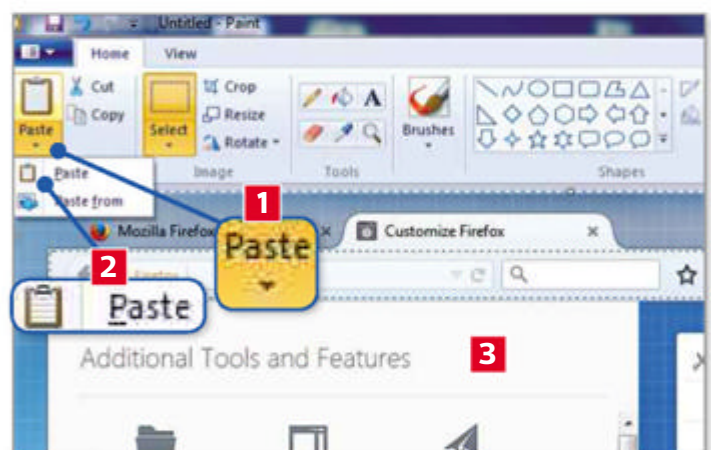 Untitled - Paint
Home View
Cut
Copy
Paste
Select
Crop
Resize
Rotate
Brushes
Image
Tools
Shapes
Paste
Paste from
1
Mozilla Firefox
Customize Firefox
Paste
2
Paste
Additional Tools and Features
3